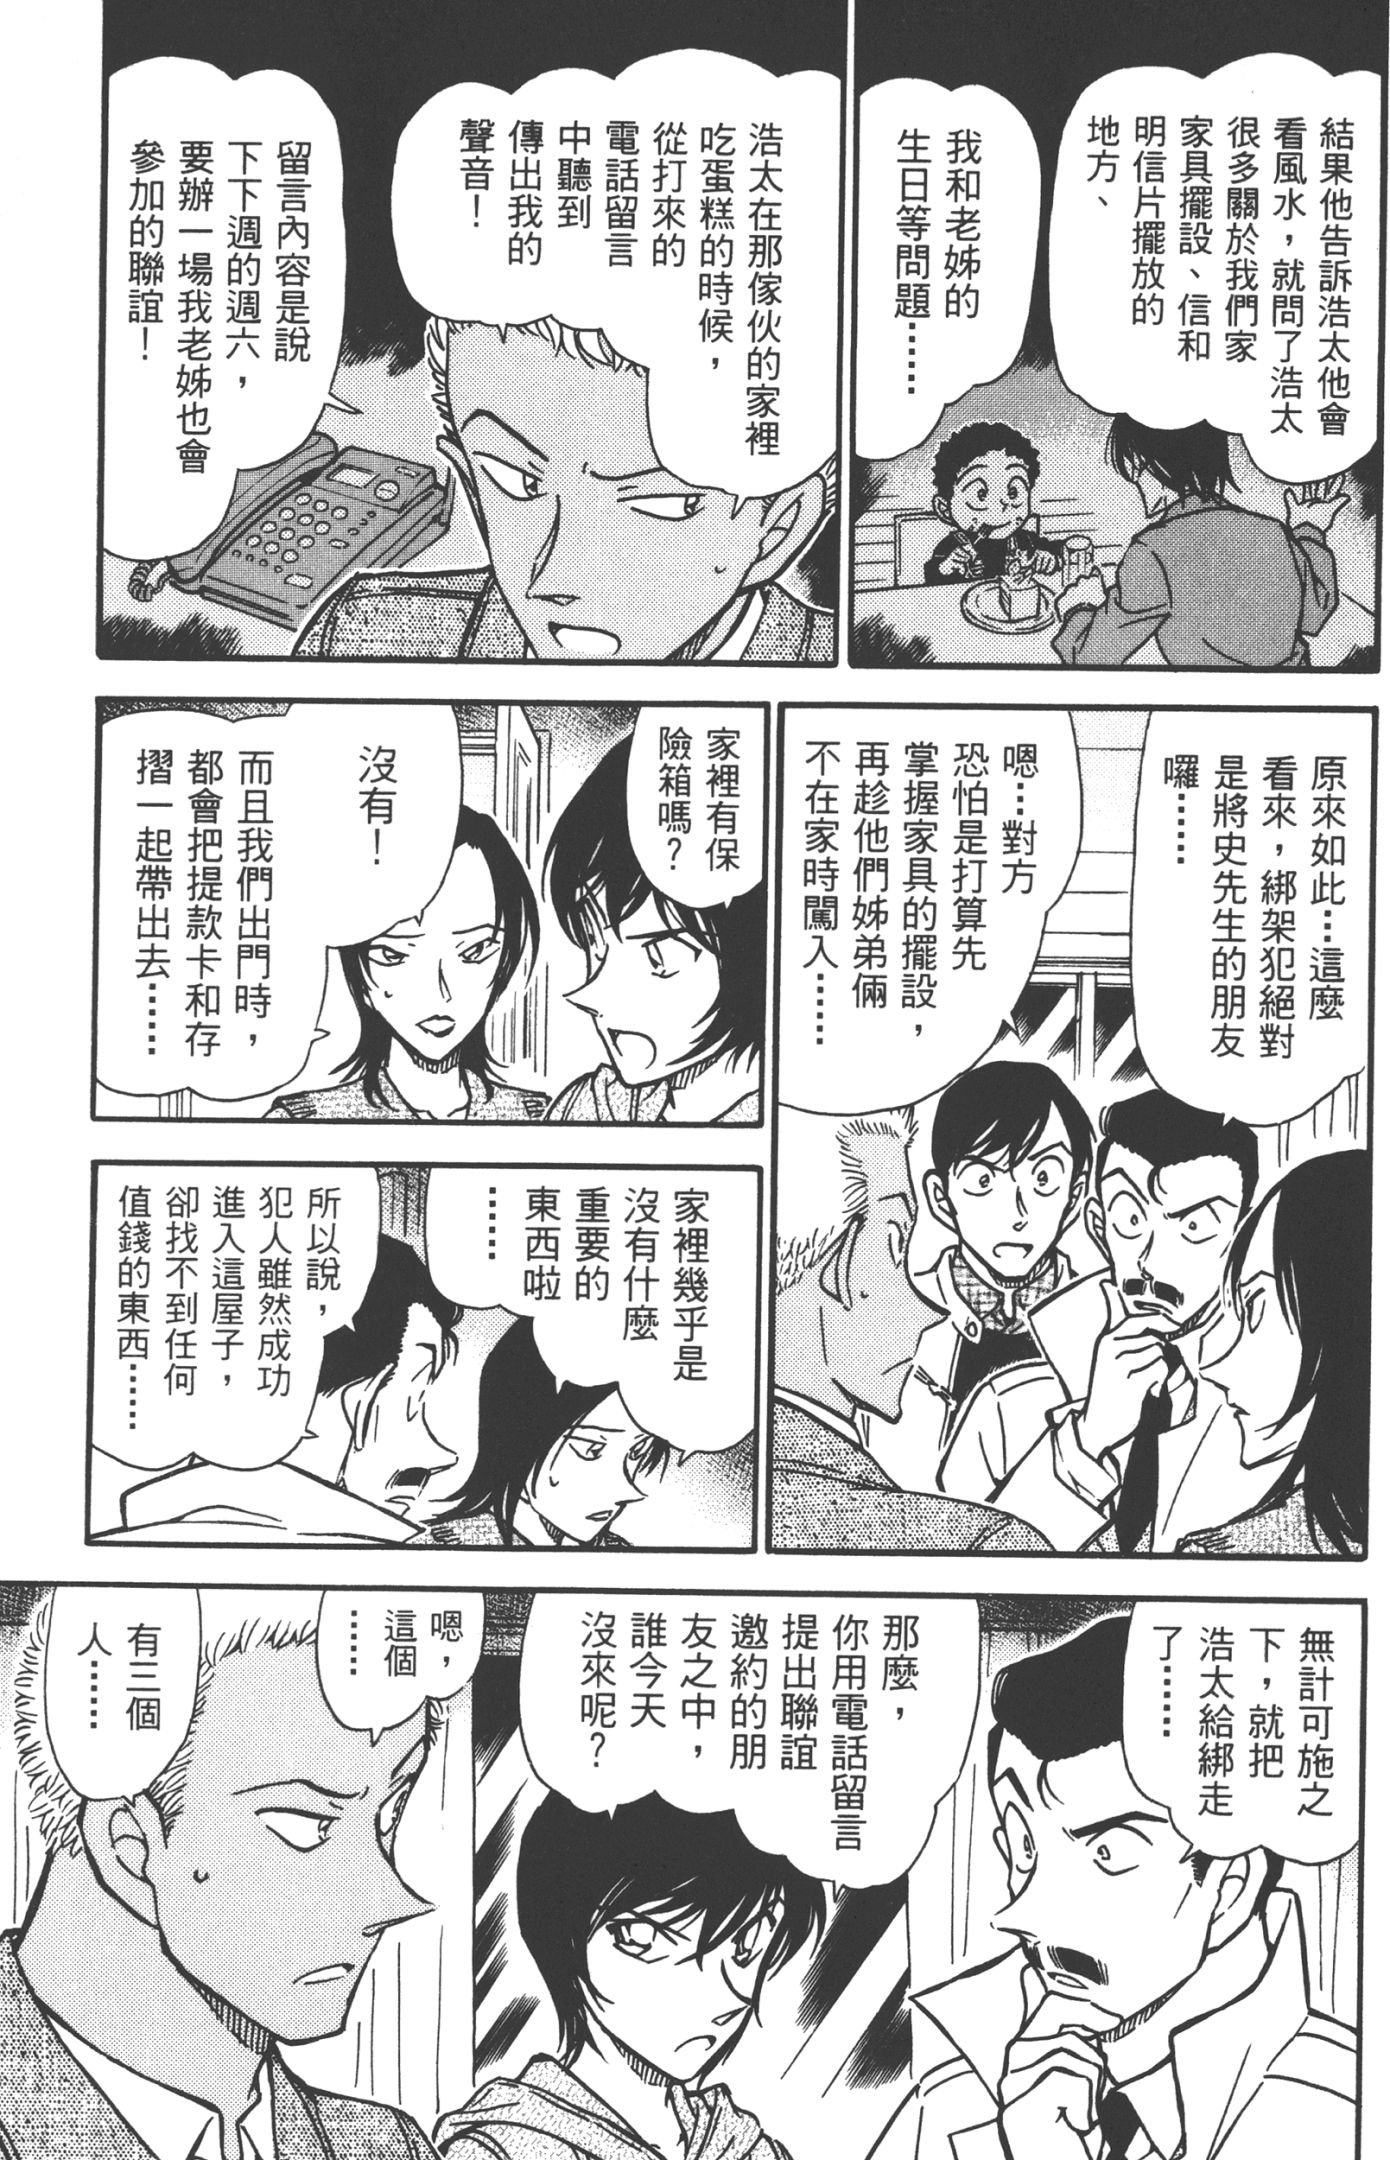 結果他告訴浩太他會
看風水，就問了浩太
很多關於我們家
家具擺設、信和
明信片擺放的
地方、
我和老姊的
生日等問題……
浩太在那傢伙的家裡
吃蛋糕的時候，
從打來的
電話留言
中聽到
傳出我的
聲音！
留言內容是說
下下週的週六，
要辦一場我老姊也會
參加的聯誼！
原來如此…這麼
看來，綁架犯絕對
是將史先生的朋友
囉……
嗯…對方
恐怕是打算先
掌握家具的擺設，
再趁他們姊弟倆
不在家時闖入……
家裡有保
險箱嗎？
沒有！
而且我們出門時，
都會把提款卡和存
摺一起帶出去……
家裡幾乎是
沒有什麼
重要的
東西啦
……
所以說，
犯人雖然成功
進入這屋子，
卻找不到任何
值錢的東西……
無計可施之
下，就把
浩太給綁走
了……
那麼，
你用電話留言
提出聯誼
邀約的朋
友之中，
誰今天
沒來呢？
嗯，
這個
……
有三個
人……